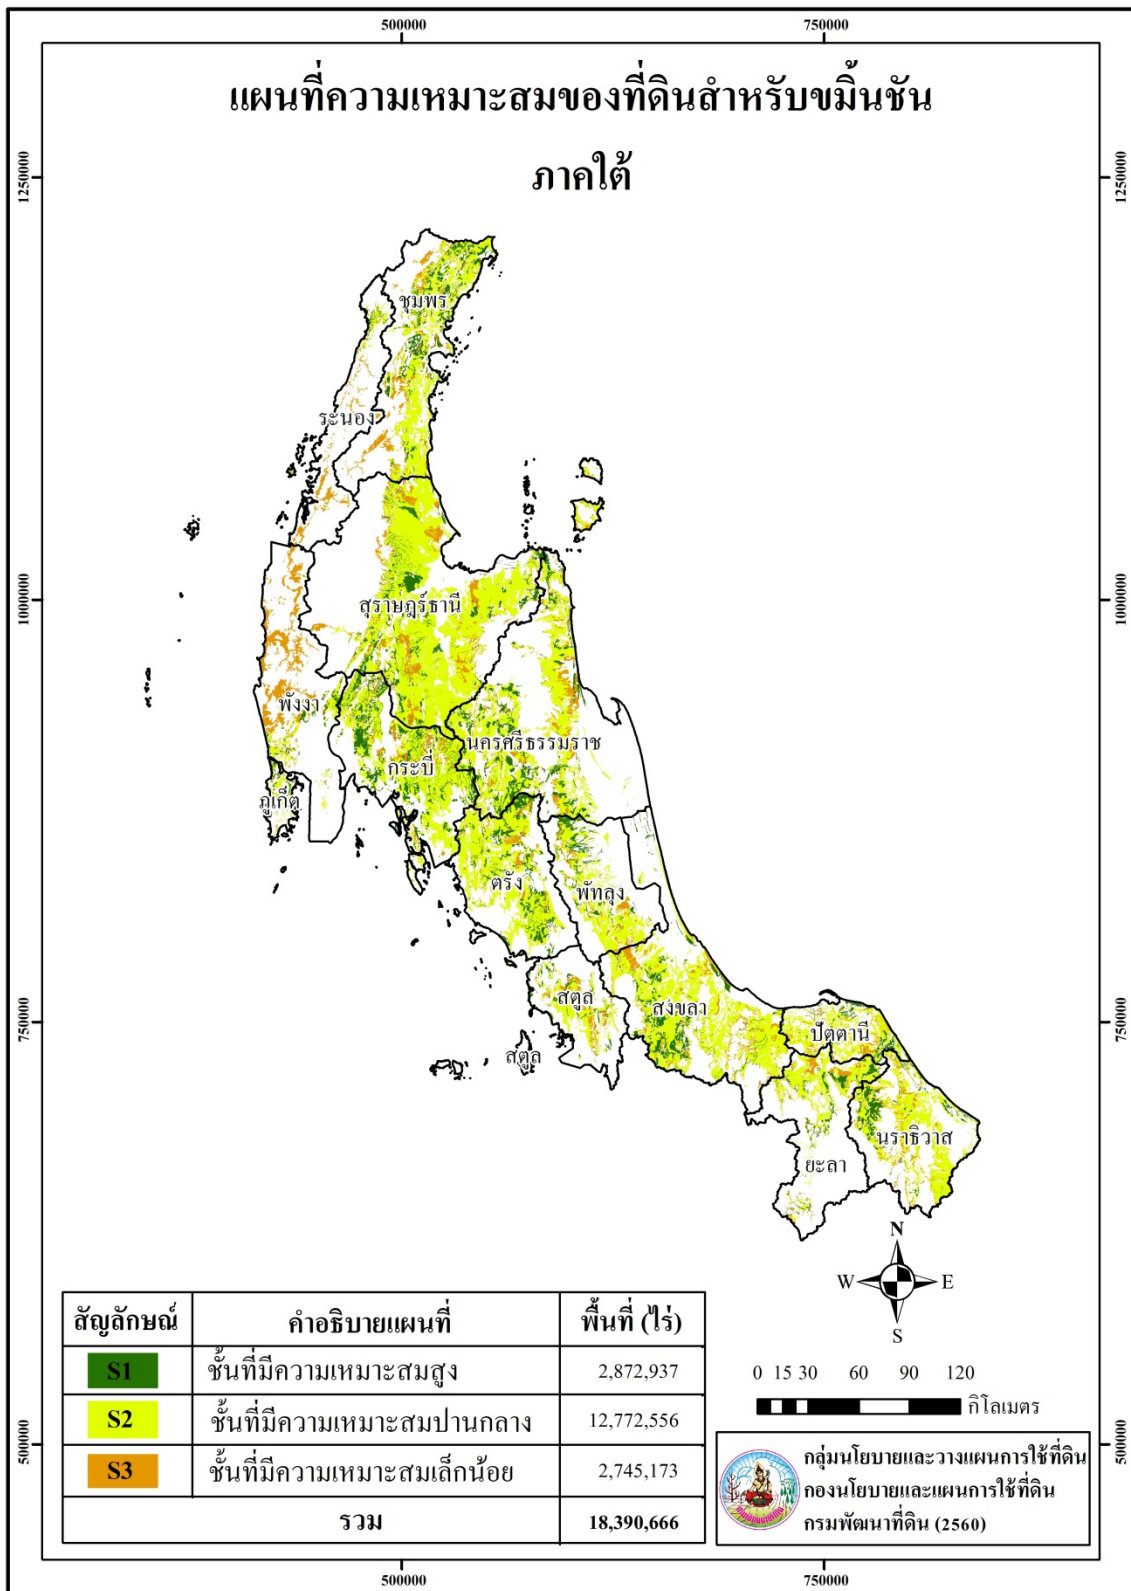 500000
750000
แผนที่ความเหมาะสมของที่ดินสำหรับขมิ้นชัน
ภาคใต้
1250000
1250000
ชุมพร
ระนอง
1000000
1000000
สุราษฎร์ธานี
พังงา
นครศรีธรรมราช
กระบี่
ภูเก็ต
ตรัง
พัทลุง
สตูล
สงขลา
750000
750000
ปัตตานี
สตูล
นราธิวาส
ยะลา
N
W
E
S
สัญลักษณ์ คำอธิบายแผนที่ พื้นที่ (ไร่)
S1 ชั้นที่มีความเหมาะสมสูง 2,872,937
S2 ชั้นที่มีความเหมาะสมปานกลาง 12,772,556
S3 ชั้นที่มีความเหมาะสมเล็กน้อย 2,745,173
รวม 18,390,666
0 15 30 60 90 120
กิโลเมตร
500000
500000
กลุ่มนโยบายและวางแผนการใช้ที่ดิน
กองนโยบายและแผนการใช้ที่ดิน
กรมพัฒนาที่ดิน (2560)
500000
750000